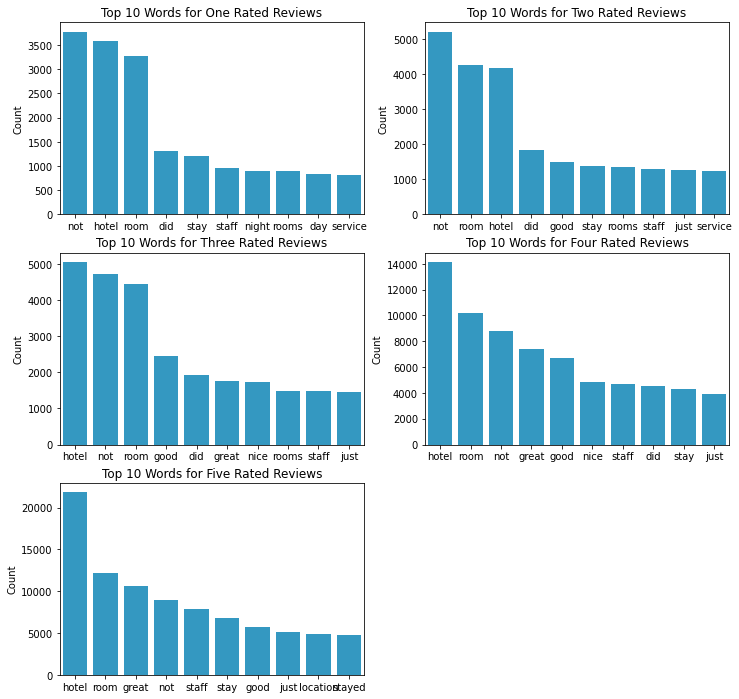 Top 10 Words for One Rated Reviews
Count
3500
3000
2500
2000
1500
1000
500
0
not hotel room did stay staff night rooms day service
Top 10 Words for Two Rated Reviews
Count
5000
4000
3000
2000
1000
0
not room hotel did good stay rooms staff just service
Top 10 Words for Three Rated Reviews
Count
5000
4000
3000
2000
1000
0
hotel not room good did great nice rooms staff just
Top 10 Words for Four Rated Reviews
Count
14000
12000
10000
8000
6000
4000
2000
0
hotel room not great good nice staff did stay just
Top 10 Words for Five Rated Reviews
Count
20000
15000
10000
5000
0
hotel room great not staff stay good just location stayed